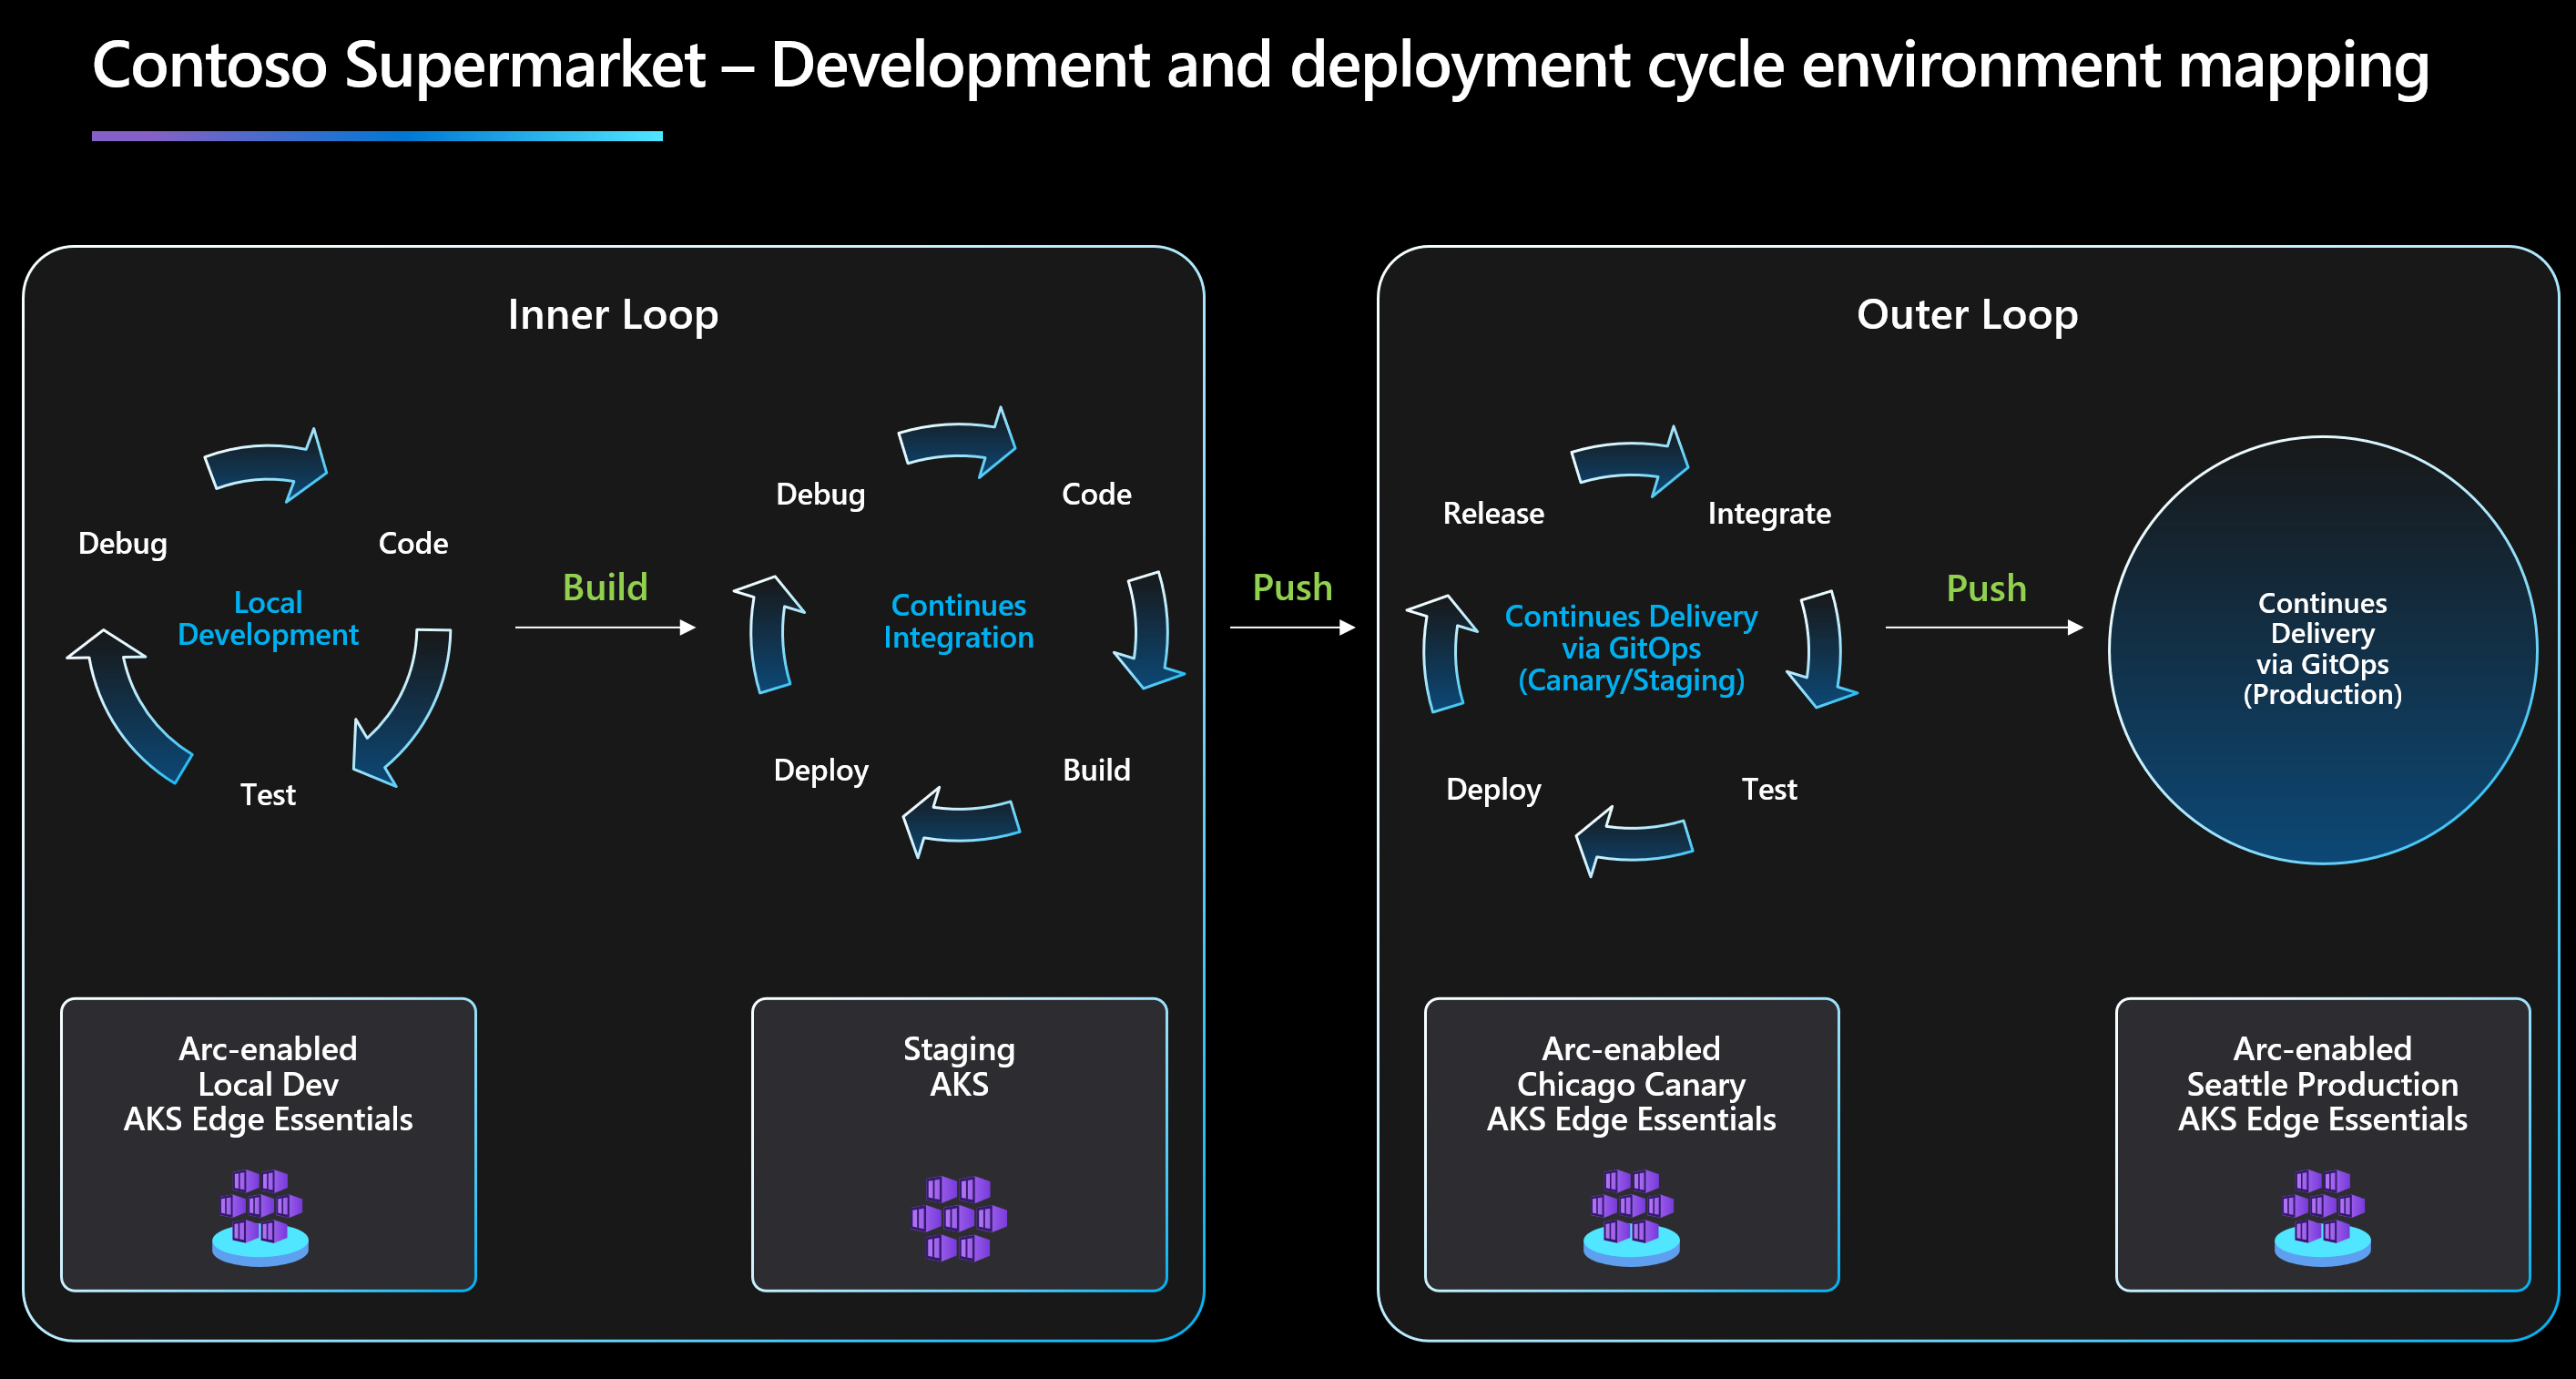 Contoso Supermarket – Development and deployment cycle environment mapping
Inner Loop
Debug
Code
Local
Development
Test
Build
Debug
Code
Continues
Integration
Deploy
Build
Push
Outer Loop
Release
Integrate
Continues Delivery
via GitOps
(Canary/Staging)
Deploy
Test
Push
Continues
Delivery
via GitOps
(Production)
Arc-enabled
Local Dev
AKS Edge Essentials
Staging
AKS
Arc-enabled
Chicago Canary
AKS Edge Essentials
Arc-enabled
Seattle Production
AKS Edge Essentials